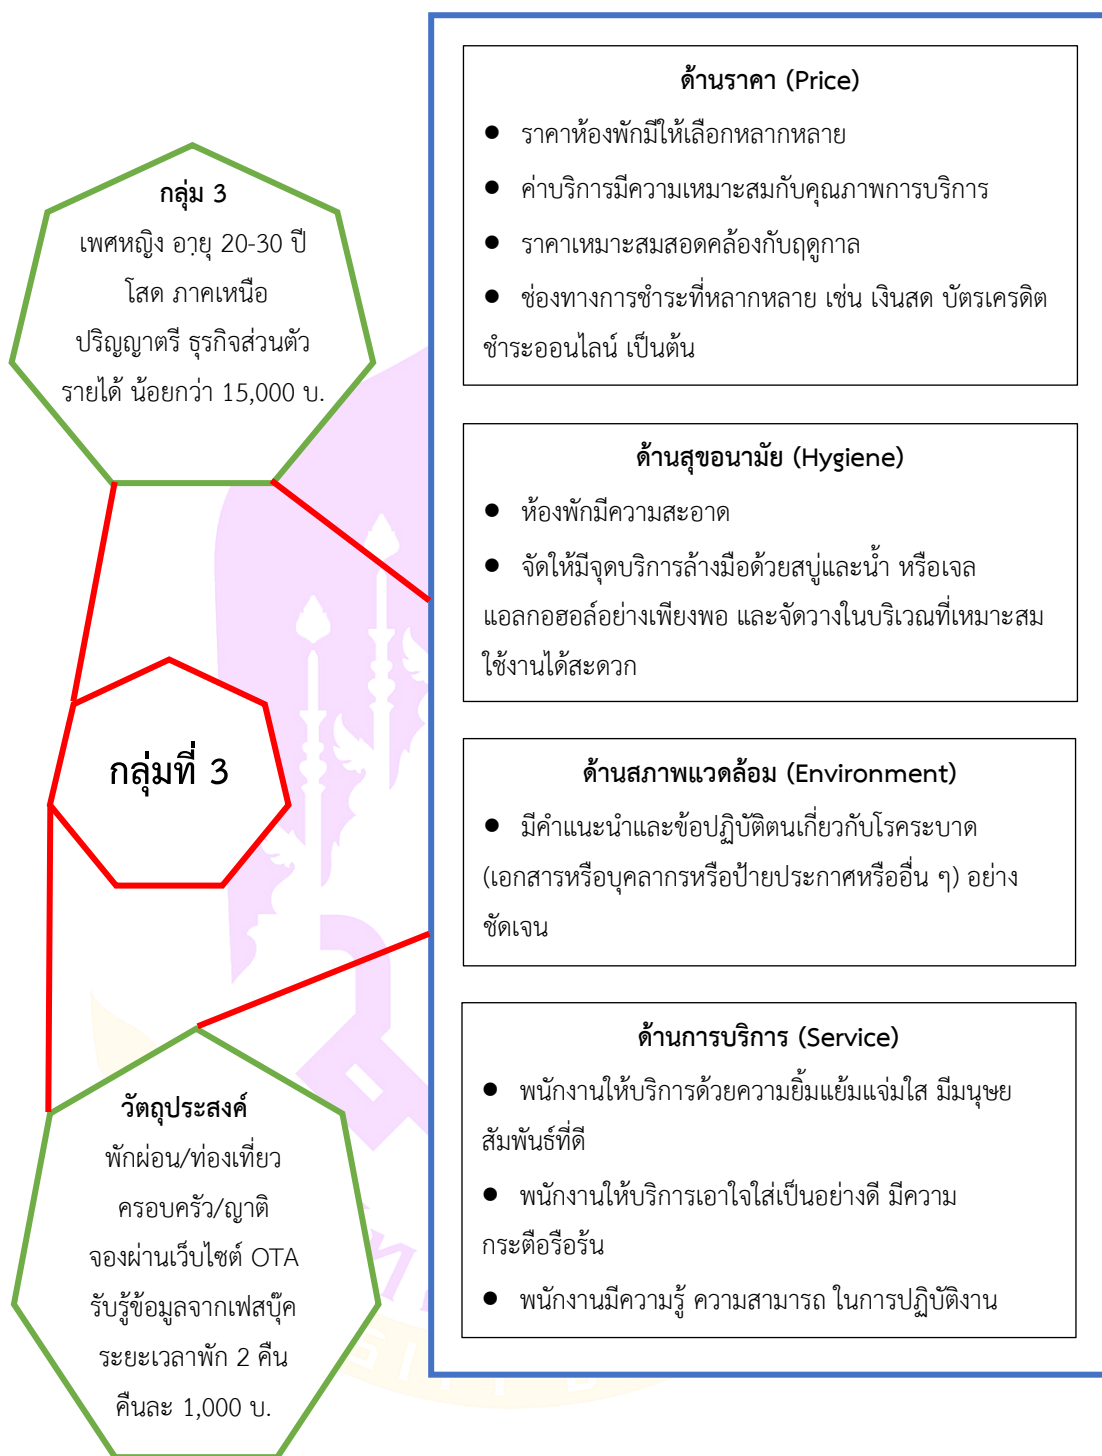 กลุ่ม 3
เพศหญิง อายุ 20-30 ปี
โสด ภาคเหนือ
ปริญญาตรี ธุรกิจส่วนตัว
รายได้ น้อยกว่า 15,000 บ.
กลุ่มที่ 3
วัตถุประสงค์
พักผ่อน/ท่องเที่ยว
ครอบครัว/ญาติ
จองผ่านเว็บไซต์ OTA
รับรู้ข้อมูลจากเฟสบุ๊ค
ระยะเวลาพัก 2 คืน
คืนละ 1,000 บ.
ด้านราคา (Price)
● ราคาห้องพักมีให้เลือกหลากหลาย
● ค่าบริการมีความเหมาะสมกับคุณภาพการบริการ
● ราคาเหมาะสมสอดคล้องกับฤดูกาล
● ช่องทางการชำระที่หลากหลาย เช่น เงินสด บัตรเครดิต
ชำระออนไลน์ เป็นต้น
ด้านสุขอนามัย (Hygiene)
● ห้องพักมีความสะอาด
● จัดให้มีจุดบริการล้างมือด้วยสบู่และน้ำ หรือเจล
แอลกอฮอล์อย่างเพียงพอ และจัดวางในบริเวณที่เหมาะสม
ใช้งานได้สะดวก
ด้านสภาพแวดล้อม (Environment)
● มีคำแนะนำและข้อปฏิบัติตนเกี่ยวกับโรคระบาด
(เอกสารหรือบุคลากรหรือป้ายประกาศหรืออื่น ๆ) อย่าง
ชัดเจน
ด้านการบริการ (Service)
● พนักงานให้บริการด้วยความยิ้มแย้มแจ่มใส มีมนุษย
สัมพันธ์ที่ดี
● พนักงานให้บริการเอาใจใส่เป็นอย่างดี มีความ
กระตือรือร้น
● พนักงานมีความรู้ ความสามารถ ในการปฏิบัติงาน